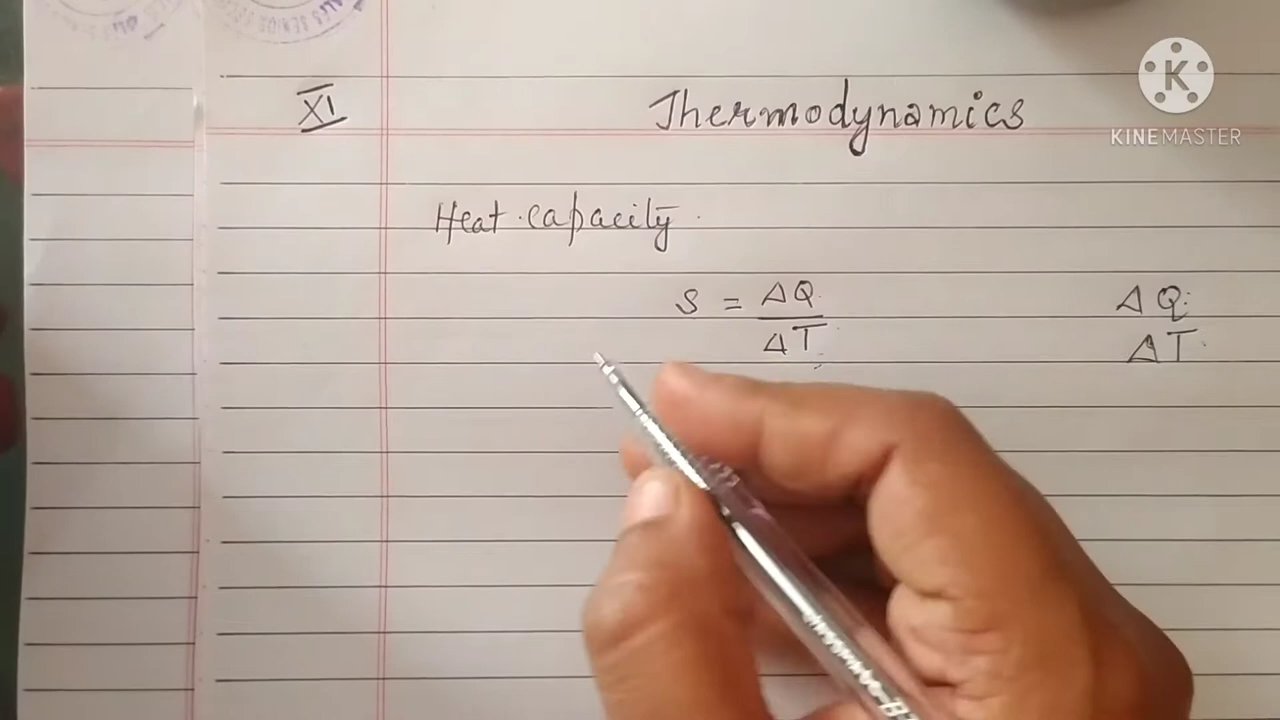 XI Thermodynamics
KINEMASTER
Heat capacity.
S = ΔQ ΔQ
ΔT ΔT